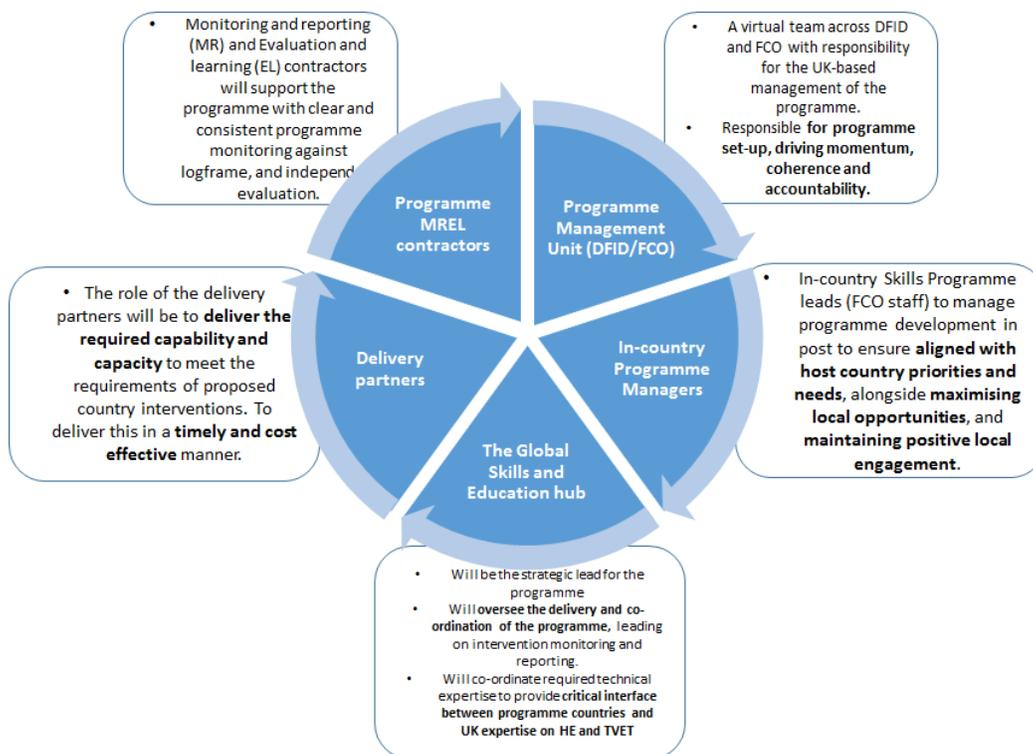 • Monitoring and reporting
(MR) and Evaluation and
learning (EL) contractors
will support the
programme with clear and
consistent programme
monitoring against
logframe, and independ
evaluation.
• A virtual team across DFID
and FCO with responsibility
for the UK-based
management of the
programme.
• Responsible for programme
set-up, driving momentum,
coherence and
accountability.
Programme
MREL
contractors
Programme
Management
Unit (DFID/FCO)
• The role of the delivery
partners will be to deliver the
required capability and
capacity to meet the
requirements of proposed
country interventions. To
deliver this in a timely and cost
effective manner.
Delivery
partners
In-country
Programme
Managers
• In-country Skills Programme
leads (FCO staff) to manage
programme development in
post to ensure aligned with
host country priorities and
needs, alongside maximising
local opportunities, and
maintaining positive local
engagement.
The Global
Skills and
Education hub
• Will be the strategic lead for the
programme
• Will oversee the delivery and co-
ordination of the programme, leading
on intervention monitoring and
reporting.
• Will co-ordinate required technical
expertise to provide critical interface
between programme countries and
UK expertise on HE and TVET